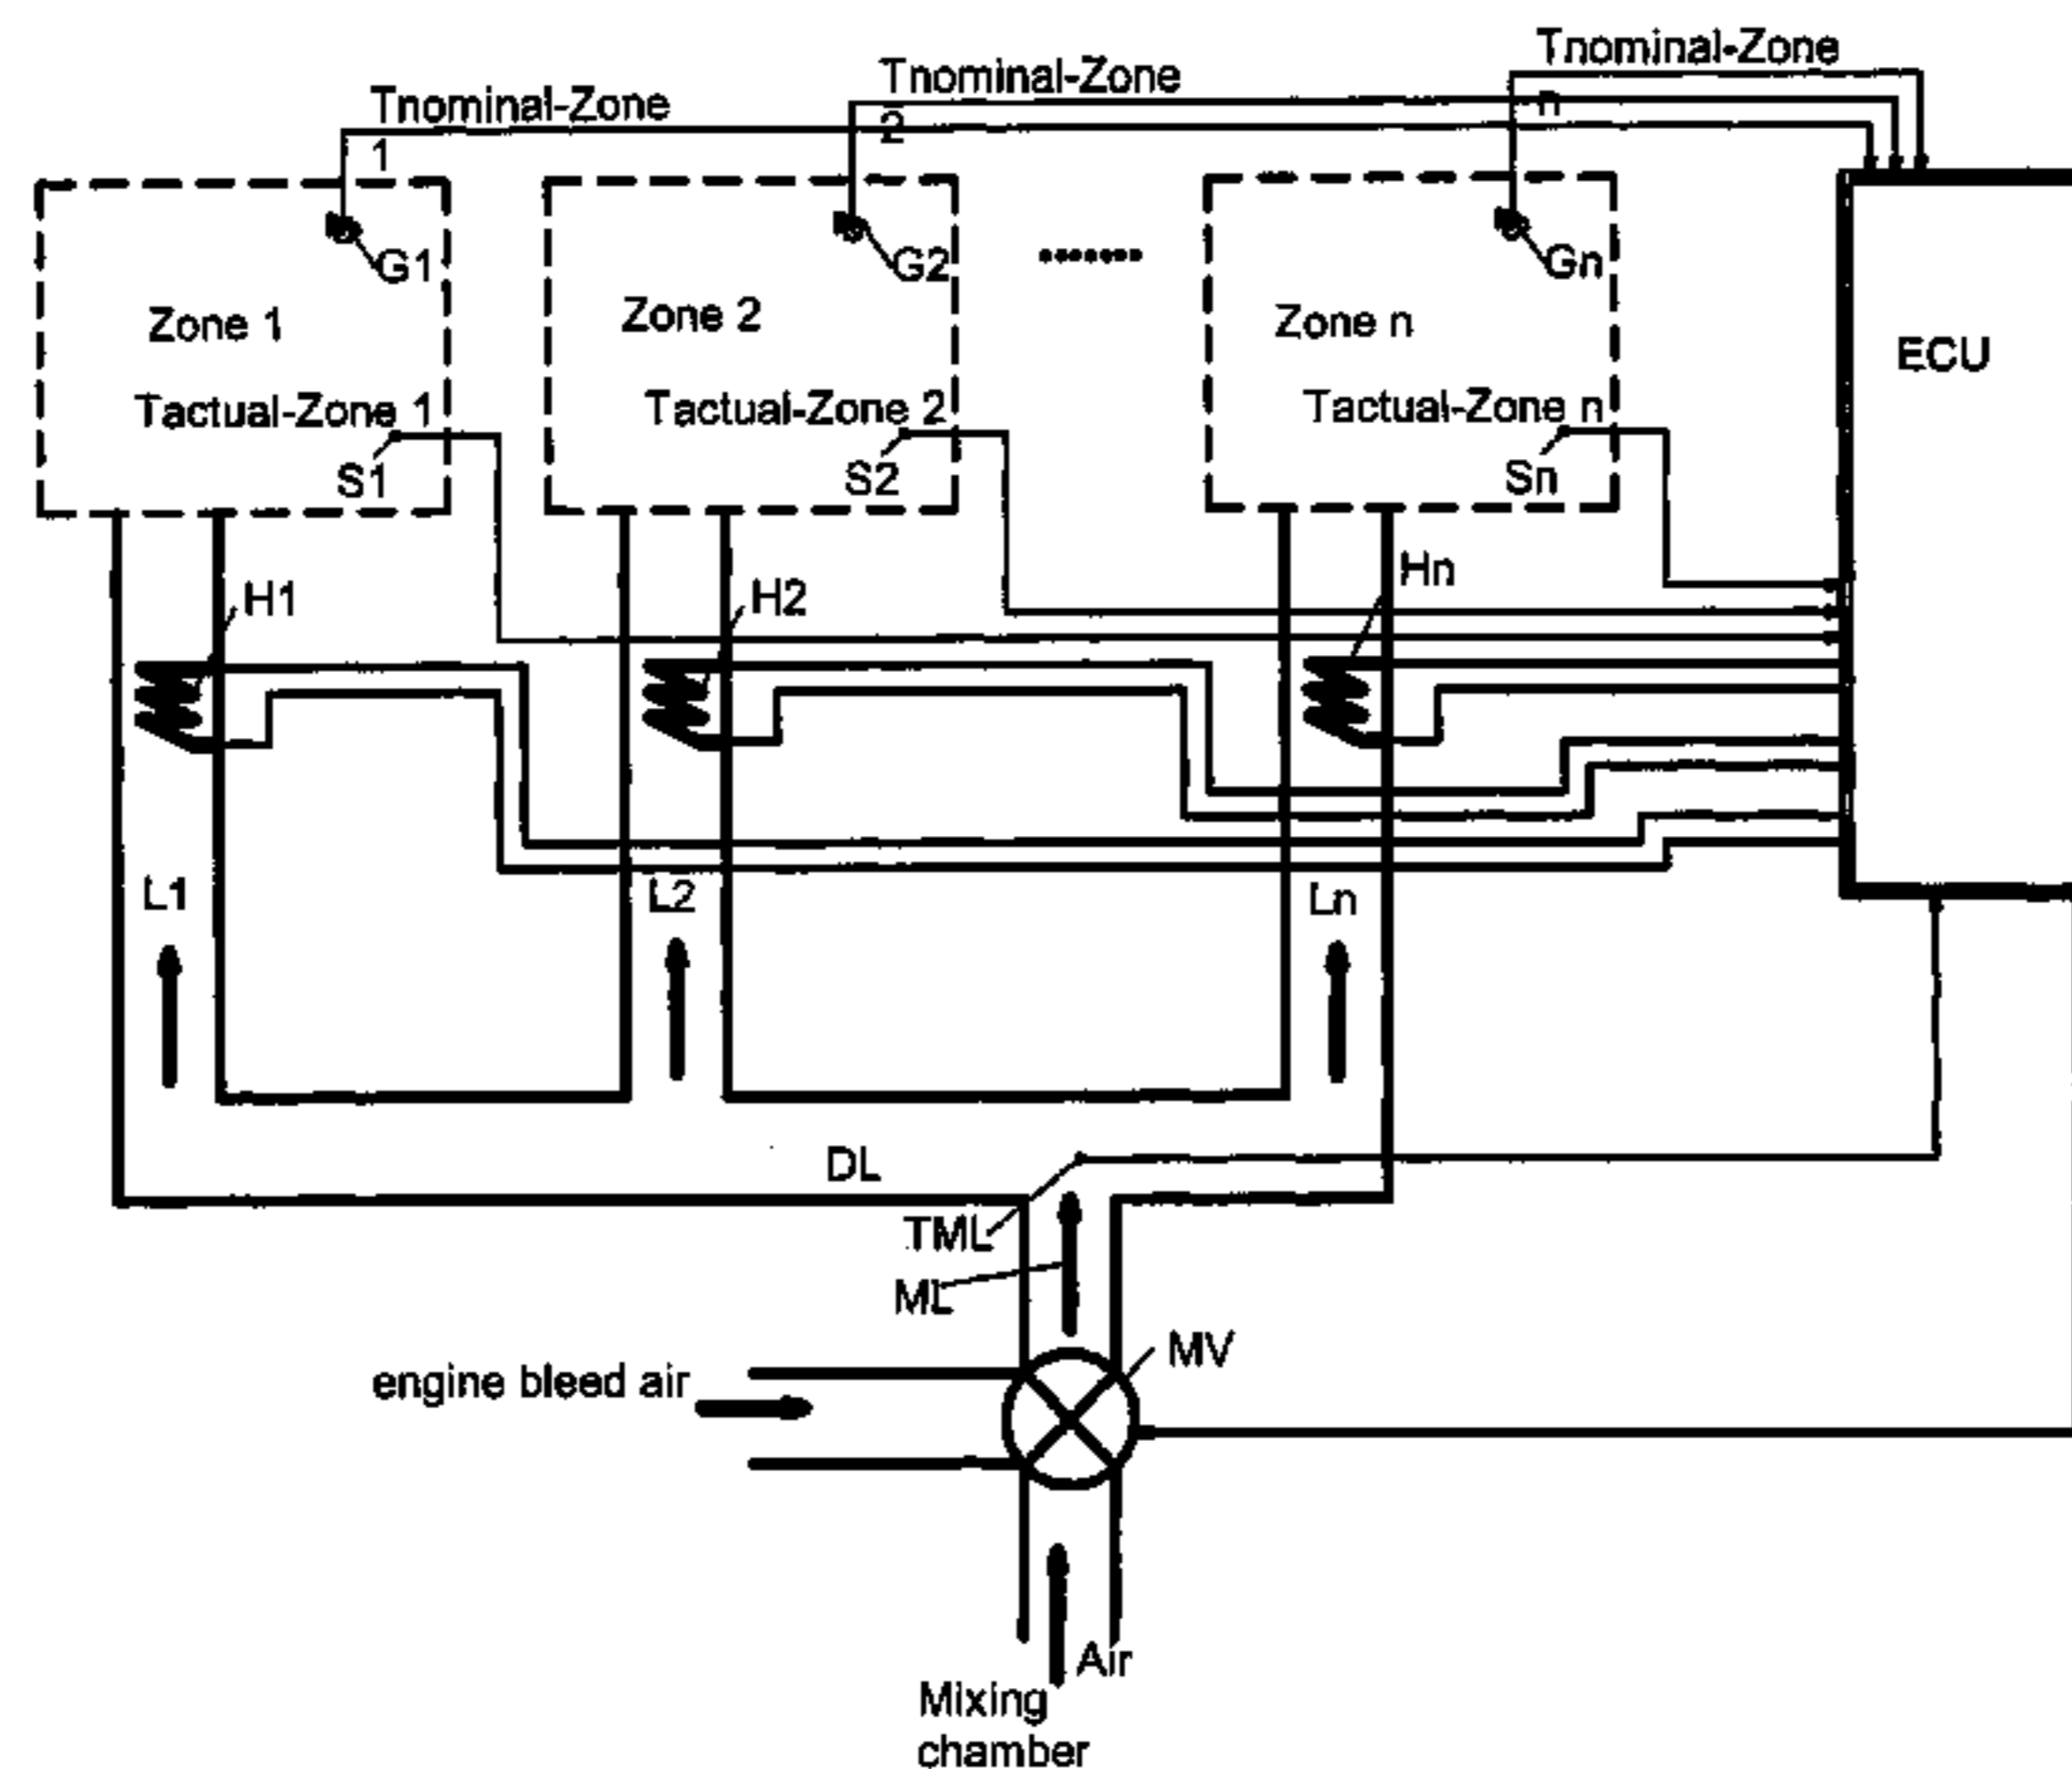 Tnominal-Zone
1
Tnominal-Zone
2
Tnominal-Zone
n
G1
G2
.......
Gn
Zone 1
Zone 2
Zone n
ECU
Tactual-Zone 1
Tactual-Zone 2
Tactual-Zone n
S1
S2
Sn
H1
H2
Hn
L1
L2
Ln
DL
TML
ML
MV
engine bleed air
Air
Mixing
chamber